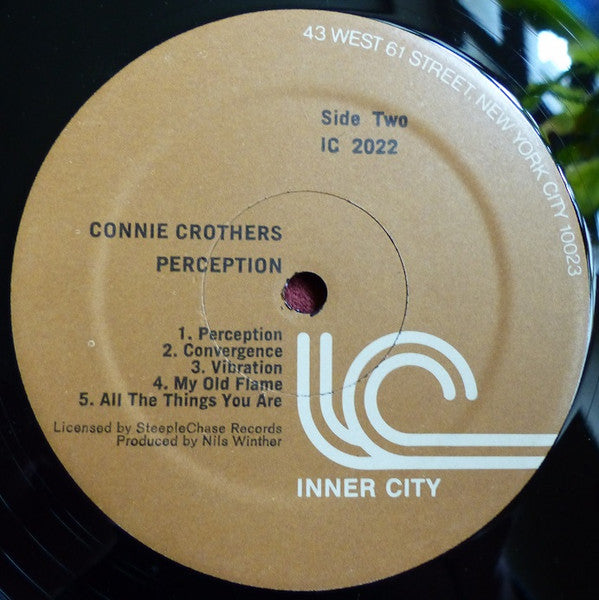 43 WEST 61 STREET, NEW YORK CITY 10023
Side Two
IC 2022
CONNIE CROTHERS
PERCEPTION
1. Perception
2. Convergence
3. Vibration
4. My Old Flame
5. All The Things You Are
Licensed by SteepleChase Records
Produced by Nils Winther
IC
INNER CITY